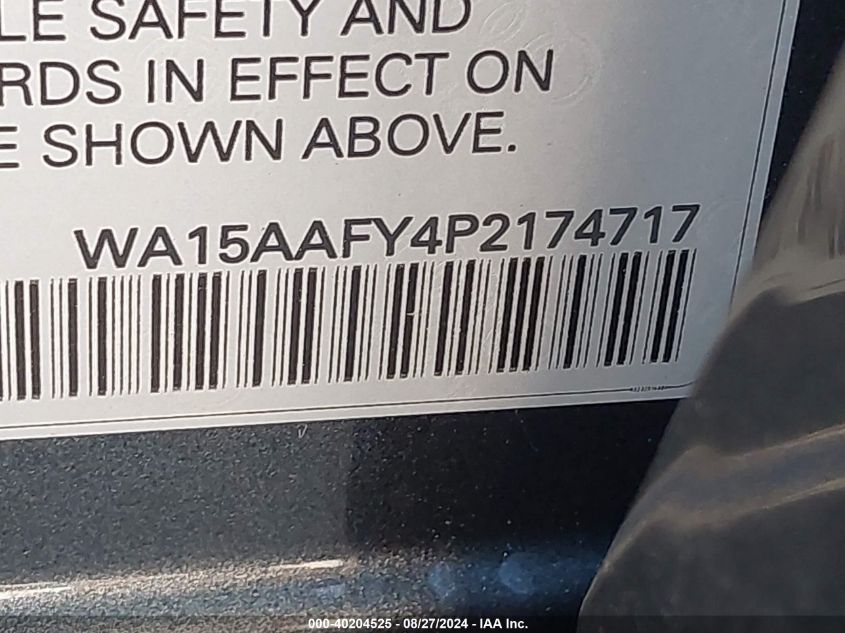 LE SAFETY AND
RDS IN EFFECT ON
E SHOWN ABOVE.
WA15AAFY4P2174717
000-40204525 - 08/27/2024 - IAA Inc.